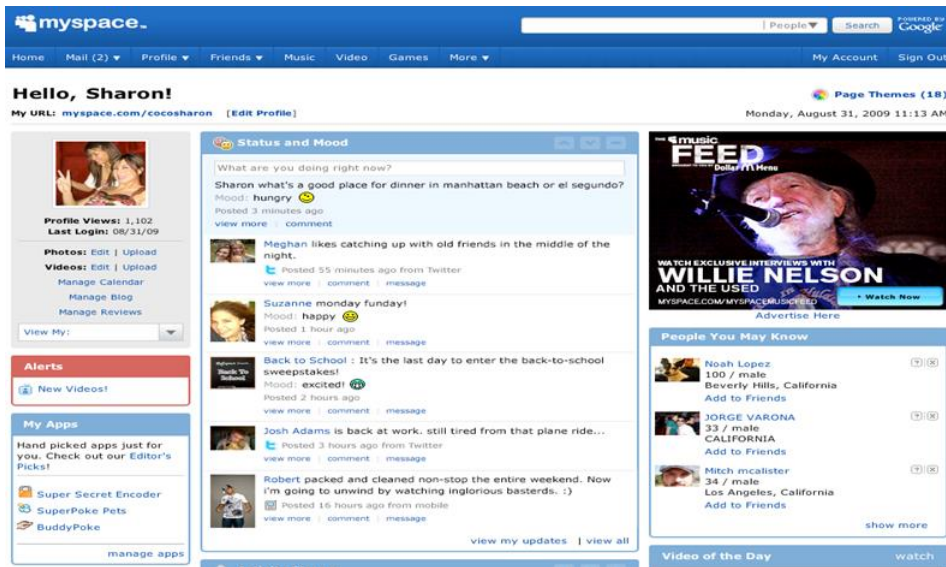 myspace.
People
Search
POWERED BY
Google
Home Mail (2) Profile Friends Music Video Games More My Account Sign Out
Hello, Sharon!
Page Themes (18)
My URL: myspace.com/cocosharon [Edit Profile]
Monday, August 31, 2009 11:13 AM
Profile Views: 1,102
Last Login: 08/31/09
Photos: Edit | Upload
Videos: Edit | Upload
Manage Calendar
Manage Blog
Manage Reviews
View My:
Alerts
New Videos!
My Apps
Hand picked apps just for
you. Check out our Editor's
Picks!
Super Secret Encoder
SuperPoke Pets
BuddyPoke
manage apps
Status and Mood
What are you doing right now?
Sharon what's a good place for dinner in manhattan beach or el segundo?
Mood: hungry
Posted 3 minutes ago
view more | comment
Meghan likes catching up with old friends in the middle of the
night.
Posted 55 minutes ago from Twitter
view more | comment | message
Suzanne monday funday!
Mood: happy
Posted 1 hour ago
view more | comment | message
Back To
School
Back to School : It's the last day to enter the back-to-school
sweepstakes!
Mood: excited!
Posted 2 hours ago
view more | comment | message
Josh Adams is back at work. still tired from that plane ride...
Posted 3 hours ago from Twitter
view more | comment | message
Robert packed and cleaned non-stop the entire weekend. Now
i'm going to unwind by watching inglorious basterds. :)
Posted 16 hours ago from mobile
view more | comment | message
view my updates | view all
THE music
FEED
BROUGHT TO YOU BY Dollar Menu
WATCH EXCLUSIVE INTERVIEWS WITH
WILLIE NELSON
AND THE USED
MYSPACE.COM/MYSPACEMUSICFEED
Watch Now
Advertise Here
People You May Know
Noah Lopez
100 / male
Beverly Hills, California
Add to Friends
JORGE VARONA
33 / male
CALIFORNIA
Add to Friends
Mitch mcalister
34 / male
Los Angeles, California
Add to Friends
show more
Video of the Day watch